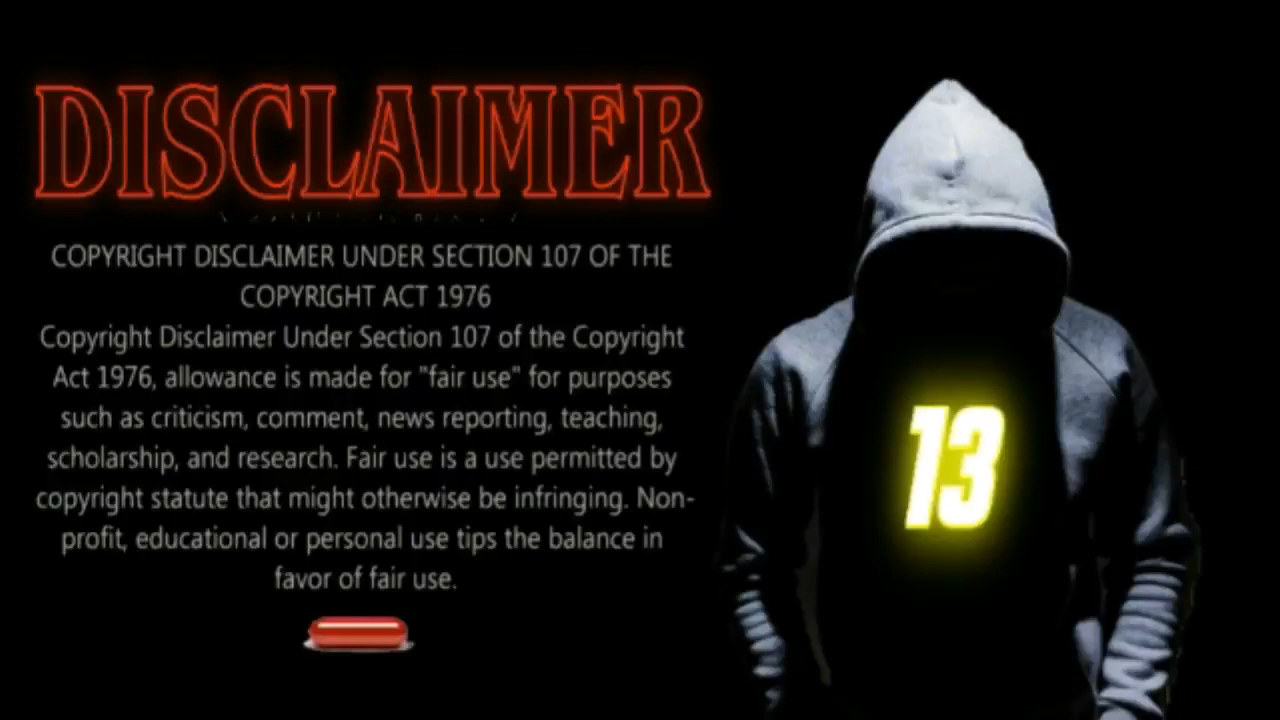 DISCLAIMER
COPYRIGHT DISCLAIMER UNDER SECTION 107 OF THE
COPYRIGHT ACT 1976
Copyright Disclaimer Under Section 107 of the Copyright
Act 1976, allowance is made for "fair use" for purposes
such as criticism, comment, news reporting, teaching,
scholarship, and research. Fair use is a use permitted by
copyright statute that might otherwise be infringing. Non-
profit, educational or personal use tips the balance in
favor of fair use.
13